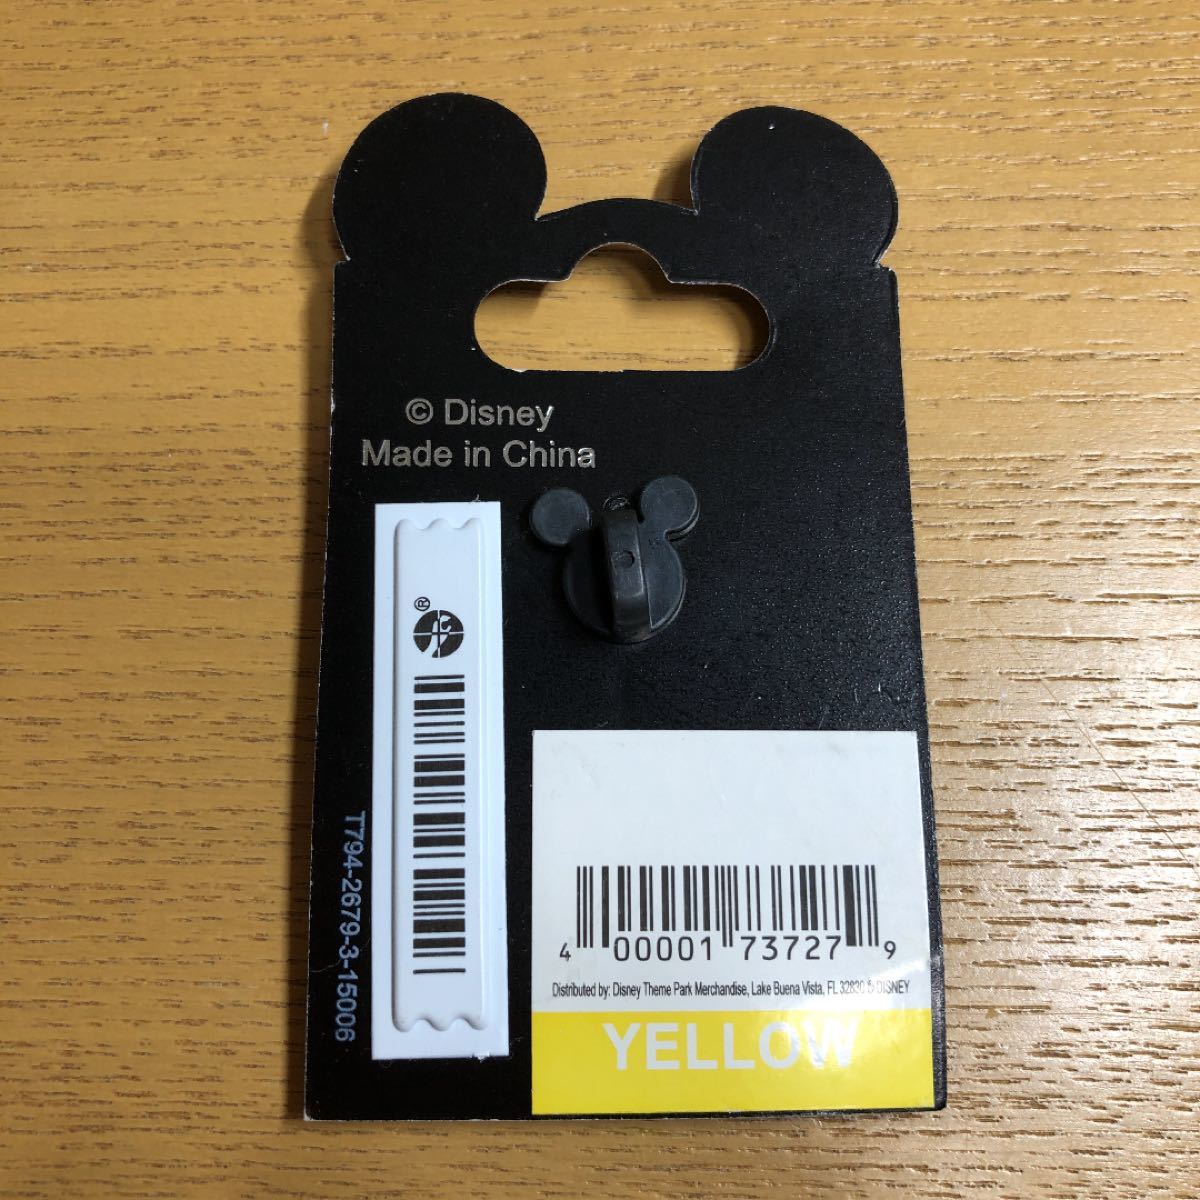 © Disney
Made in China
®
T794-2679-3-15006
4 00001 73727 9
Distributed by: Disney Theme Park Merchandise, Lake Buena Vista, FL 32830 © DISNEY
YELLOW